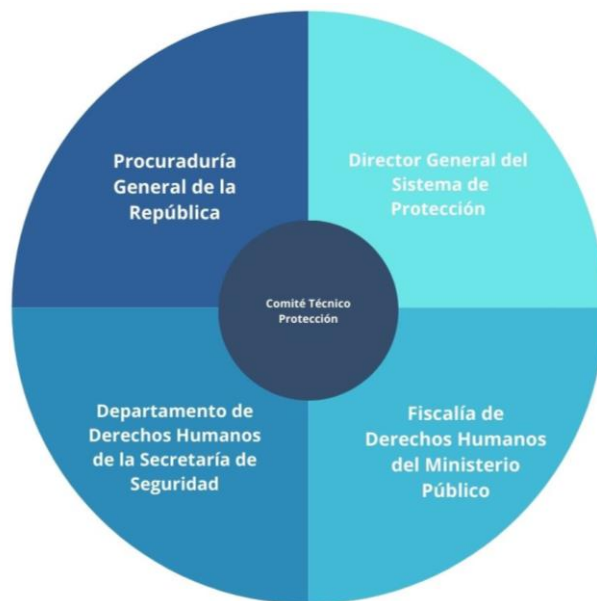 Procuraduría
General de la
República
Director General del
Sistema de
Protección
Comité Técnico
Protección
Departamento de
Derechos Humanos
de la Secretaría de
Seguridad
Fiscalía de
Derechos Humanos
del Ministerio
Público